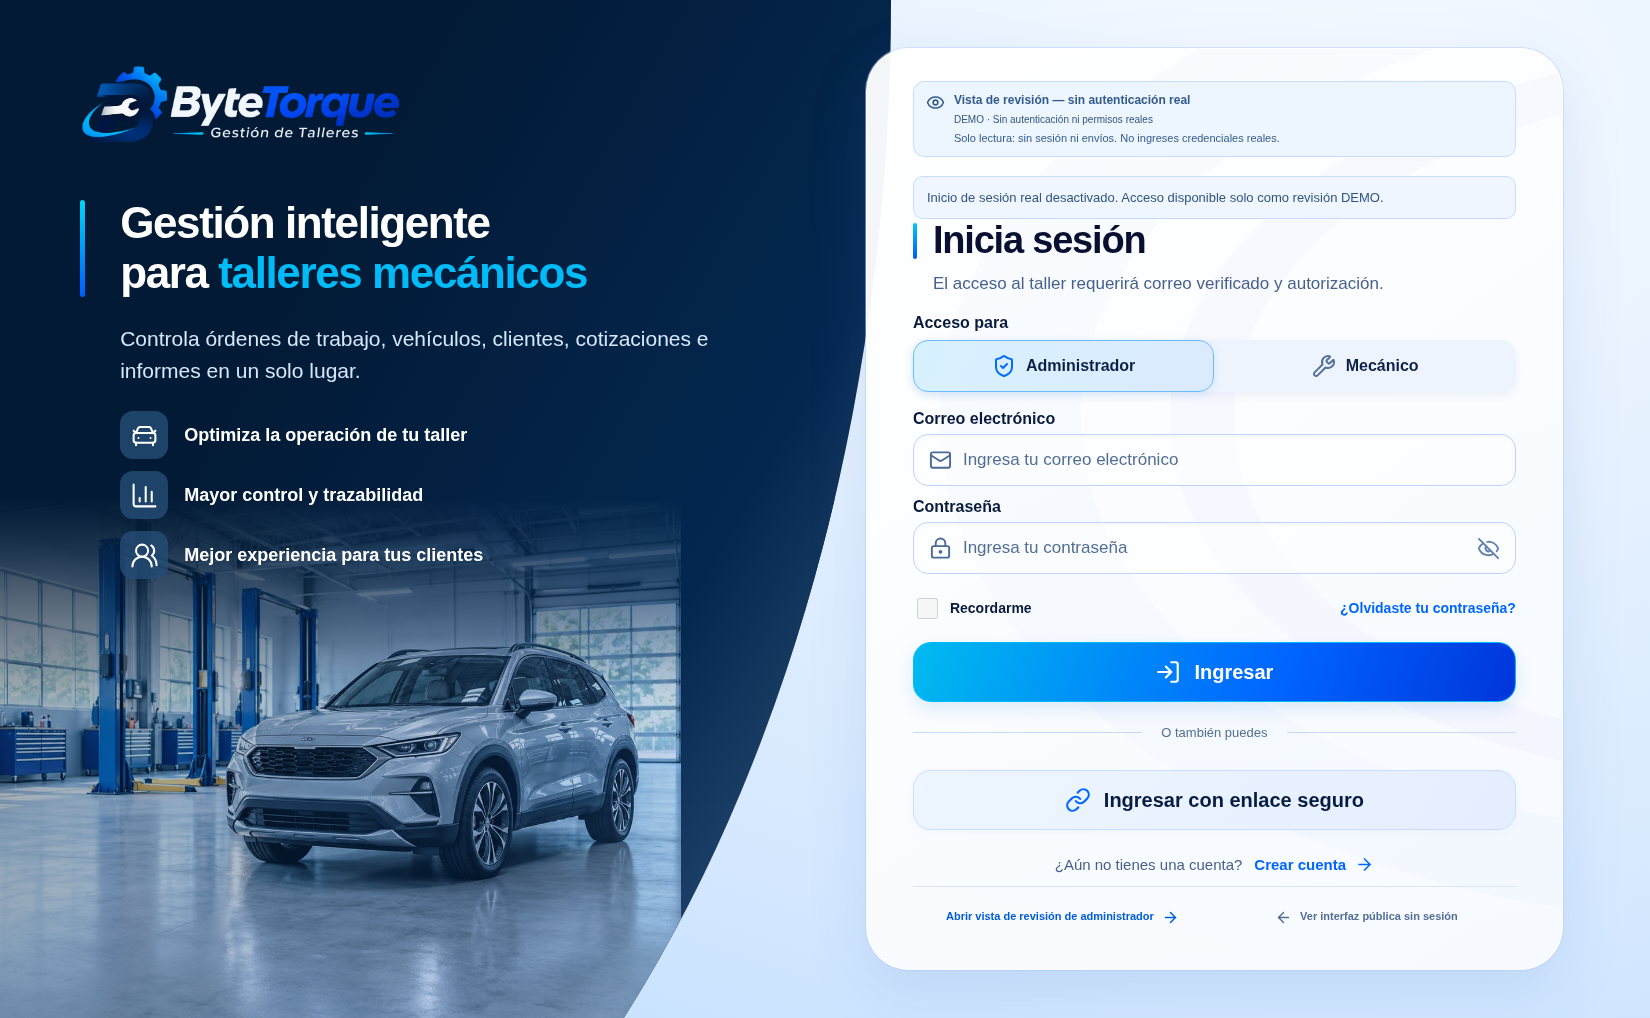 ByteTorque
Gestión de Talleres
Gestión inteligente
para talleres mecánicos
Controla órdenes de trabajo, vehículos, clientes, cotizaciones e
informes en un solo lugar.
Optimiza la operación de tu taller
Mayor control y trazabilidad
Mejor experiencia para tus clientes
Vista de revisión — sin autenticación real
DEMO · Sin autenticación ni permisos reales
Solo lectura: sin sesión ni envíos. No ingreses credenciales reales.
Inicio de sesión real desactivado. Acceso disponible solo como revisión DEMO.
Inicia sesión
El acceso al taller requerirá correo verificado y autorización.
Acceso para
Administrador
Mecánico
Correo electrónico
Ingresa tu correo electrónico
Contraseña
Ingresa tu contraseña
Recordarme
¿Olvidaste tu contraseña?
Ingresar
O también puedes
Ingresar con enlace seguro
¿Aún no tienes una cuenta? Crear cuenta
Abrir vista de revisión de administrador
Ver interfaz pública sin sesión